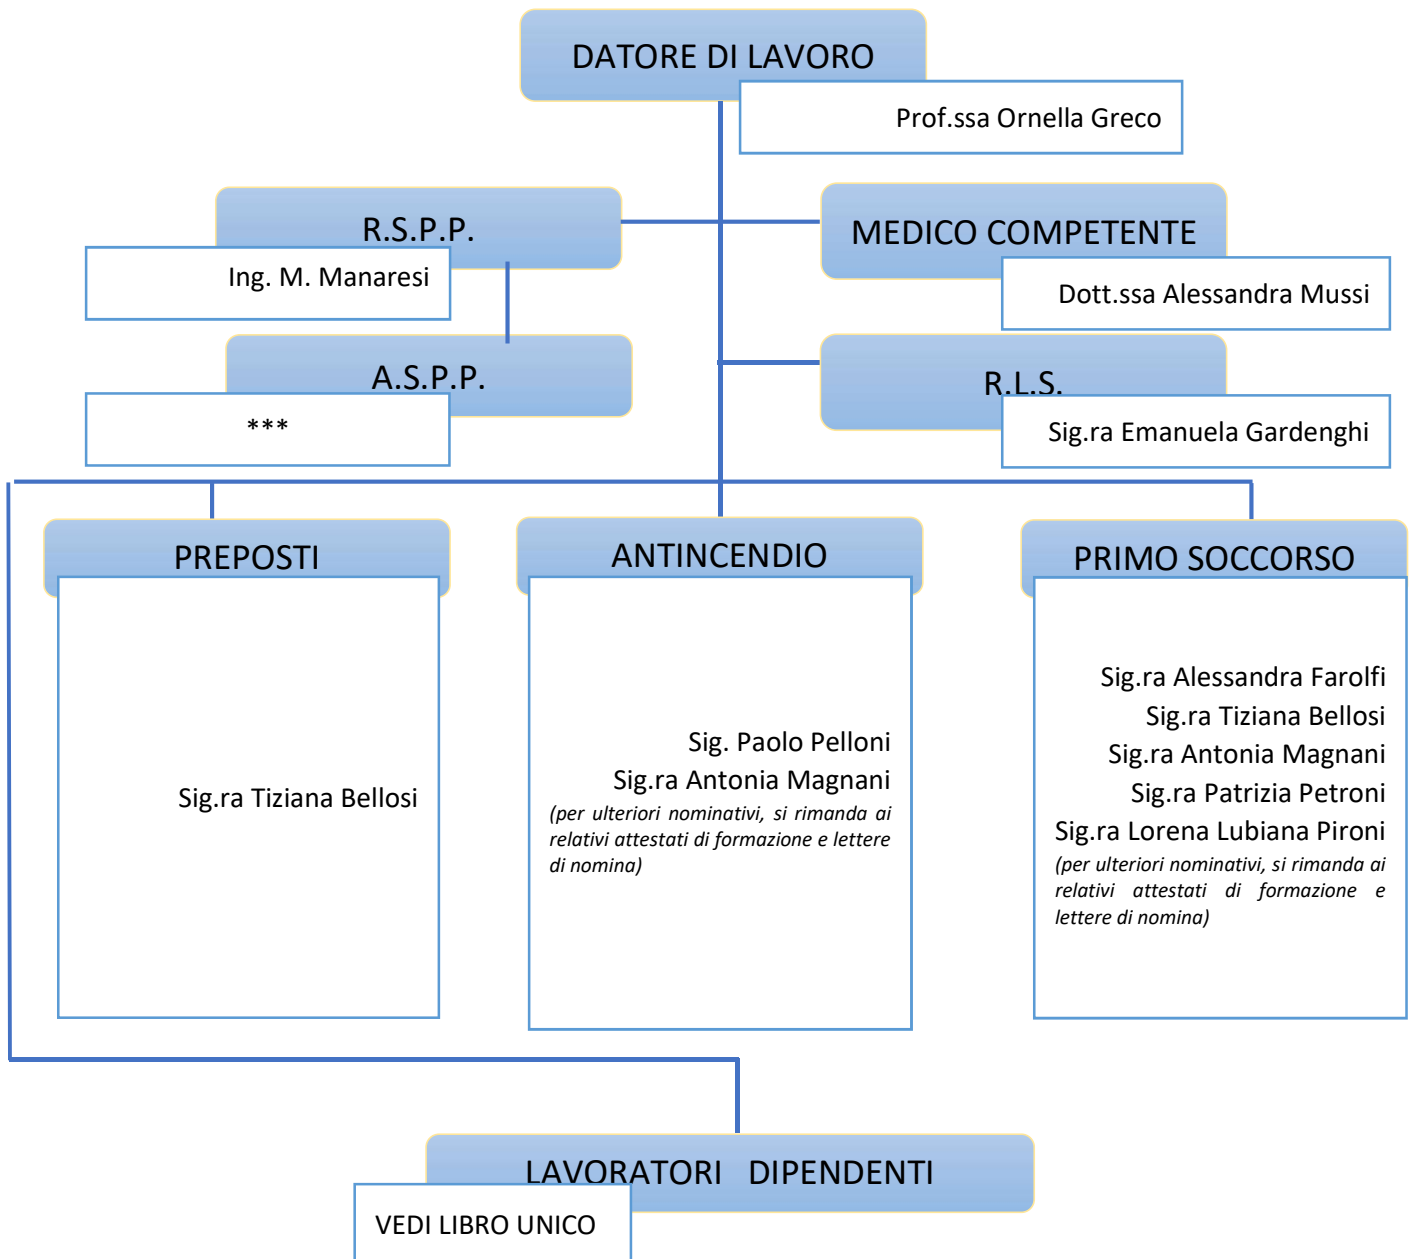 DATORE DI LAVORO
Prof.ssa Ornella Greco
R.S.P.P.
Ing. M. Manaresi
MEDICO COMPETENTE
Dott.ssa Alessandra Mussi
A.S.P.P.
***
R.L.S.
Sig.ra Emanuela Gardenghi
PREPOSTI
Sig.ra Tiziana Bellosi
ANTINCENDIO
Sig. Paolo Pelloni
Sig.ra Antonia Magnani
(per ulteriori nominativi, si rimanda ai
relativi attestati di formazione e lettere
di nomina)
PRIMO SOCCORSO
Sig.ra Alessandra Farolfi
Sig.ra Tiziana Bellosi
Sig.ra Antonia Magnani
Sig.ra Patrizia Petroni
Sig.ra Lorena Lubiana Pironi
(per ulteriori nominativi, si rimanda ai
relativi attestati di formazione e
lettere di nomina)
LAVORATORI DIPENDENTI
VEDI LIBRO UNICO